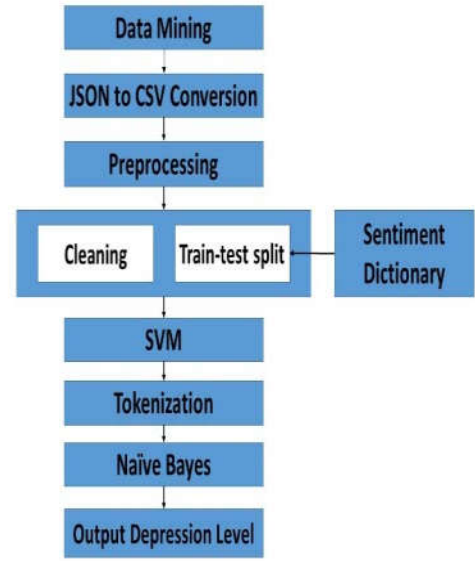 Data Mining
JSON to CSV Conversion
Preprocessing
Cleaning
Train-test split
Sentiment
Dictionary
SVM
Tokenization
Naïve Bayes
Output Depression Level